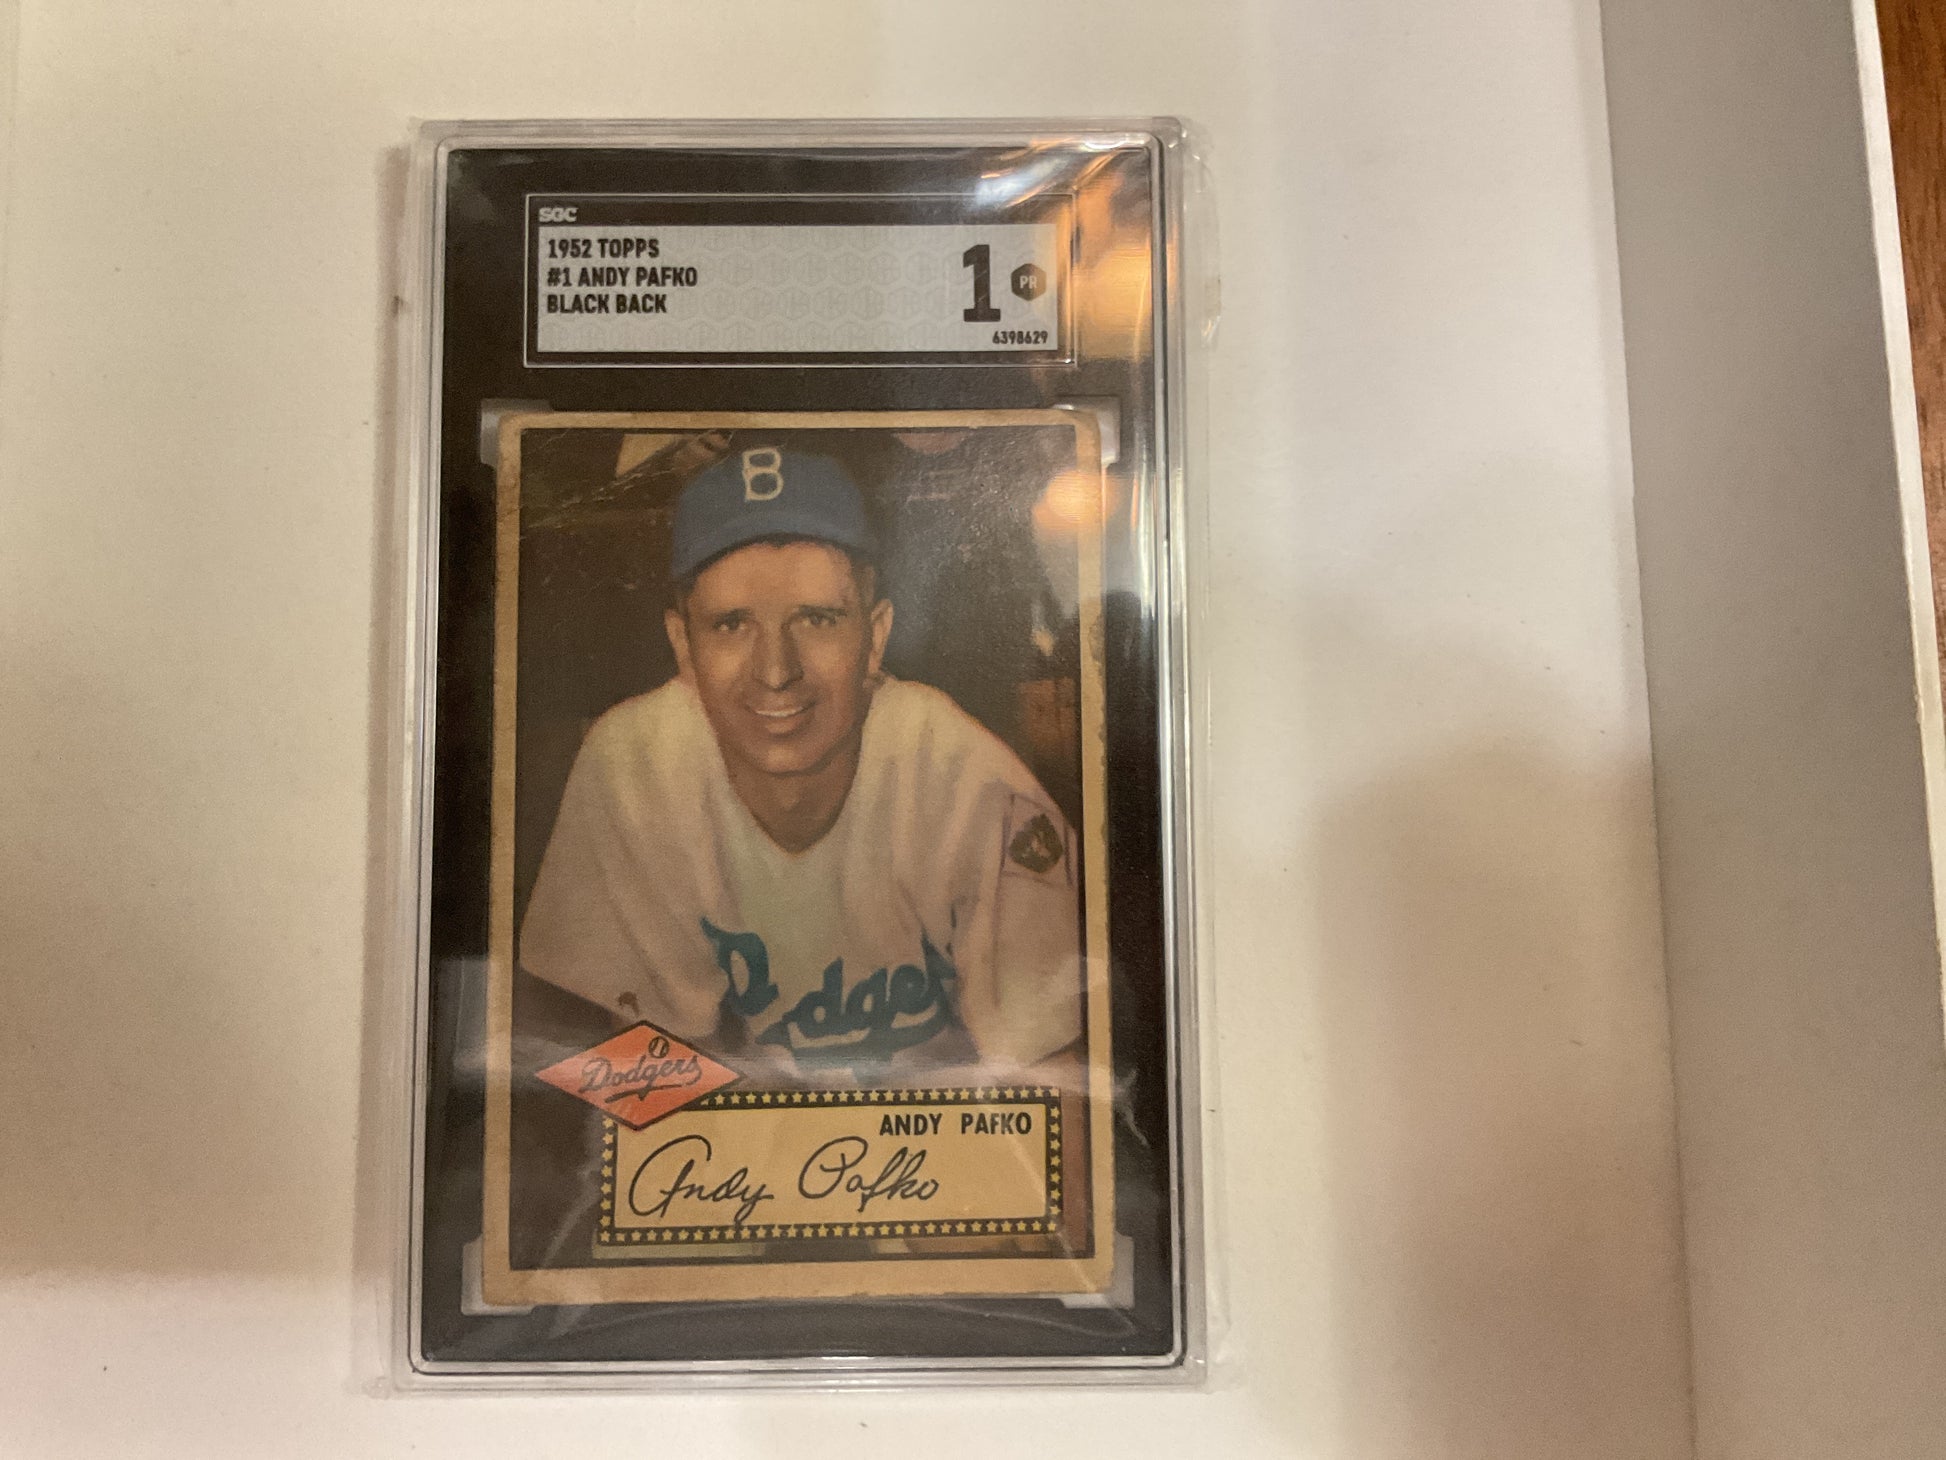 SGC
1952 TOPPS
#1 ANDY PAFKO
BLACK BACK
1 PR
6398629
B
Dodgers
Dodgers
ANDY PAFKO
Andy Pafko